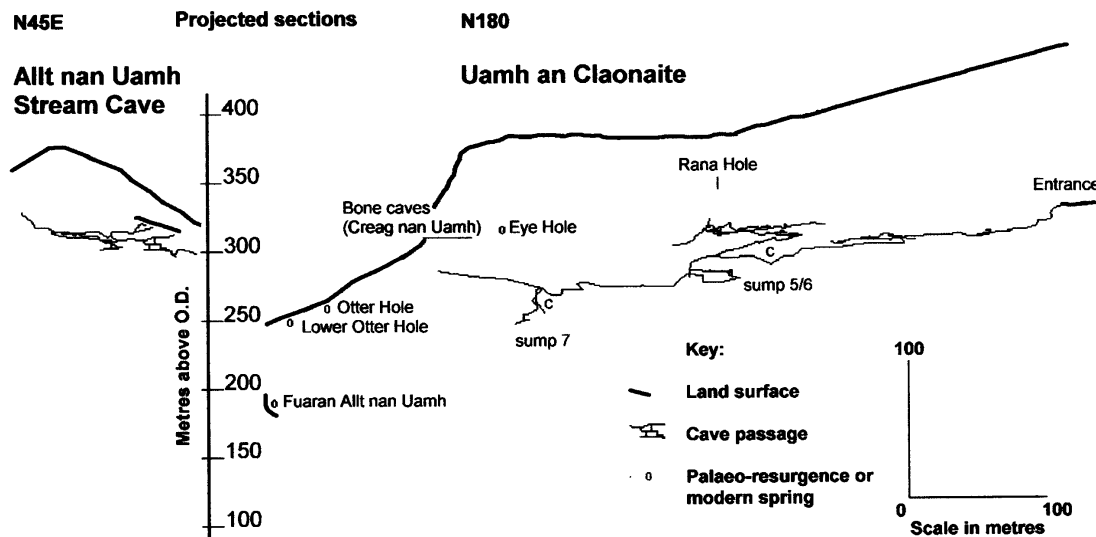 N45E
Projected sections
N180
Allt nan Uamh
Stream Cave
Uamh an Claonaite
400
350
300
250
200
150
100
Metres above O.D.
Rana Hole
Entrance
Bone caves
(Creag nan Uamh)
Eye Hole
C
sump 5/6
Otter Hole
Lower Otter Hole
C
sump 7
Fuaran Allt nan Uamh
Key:
Land surface
Cave passage
Palaeo-resurgence or
modern spring
100
0
100
Scale in metres